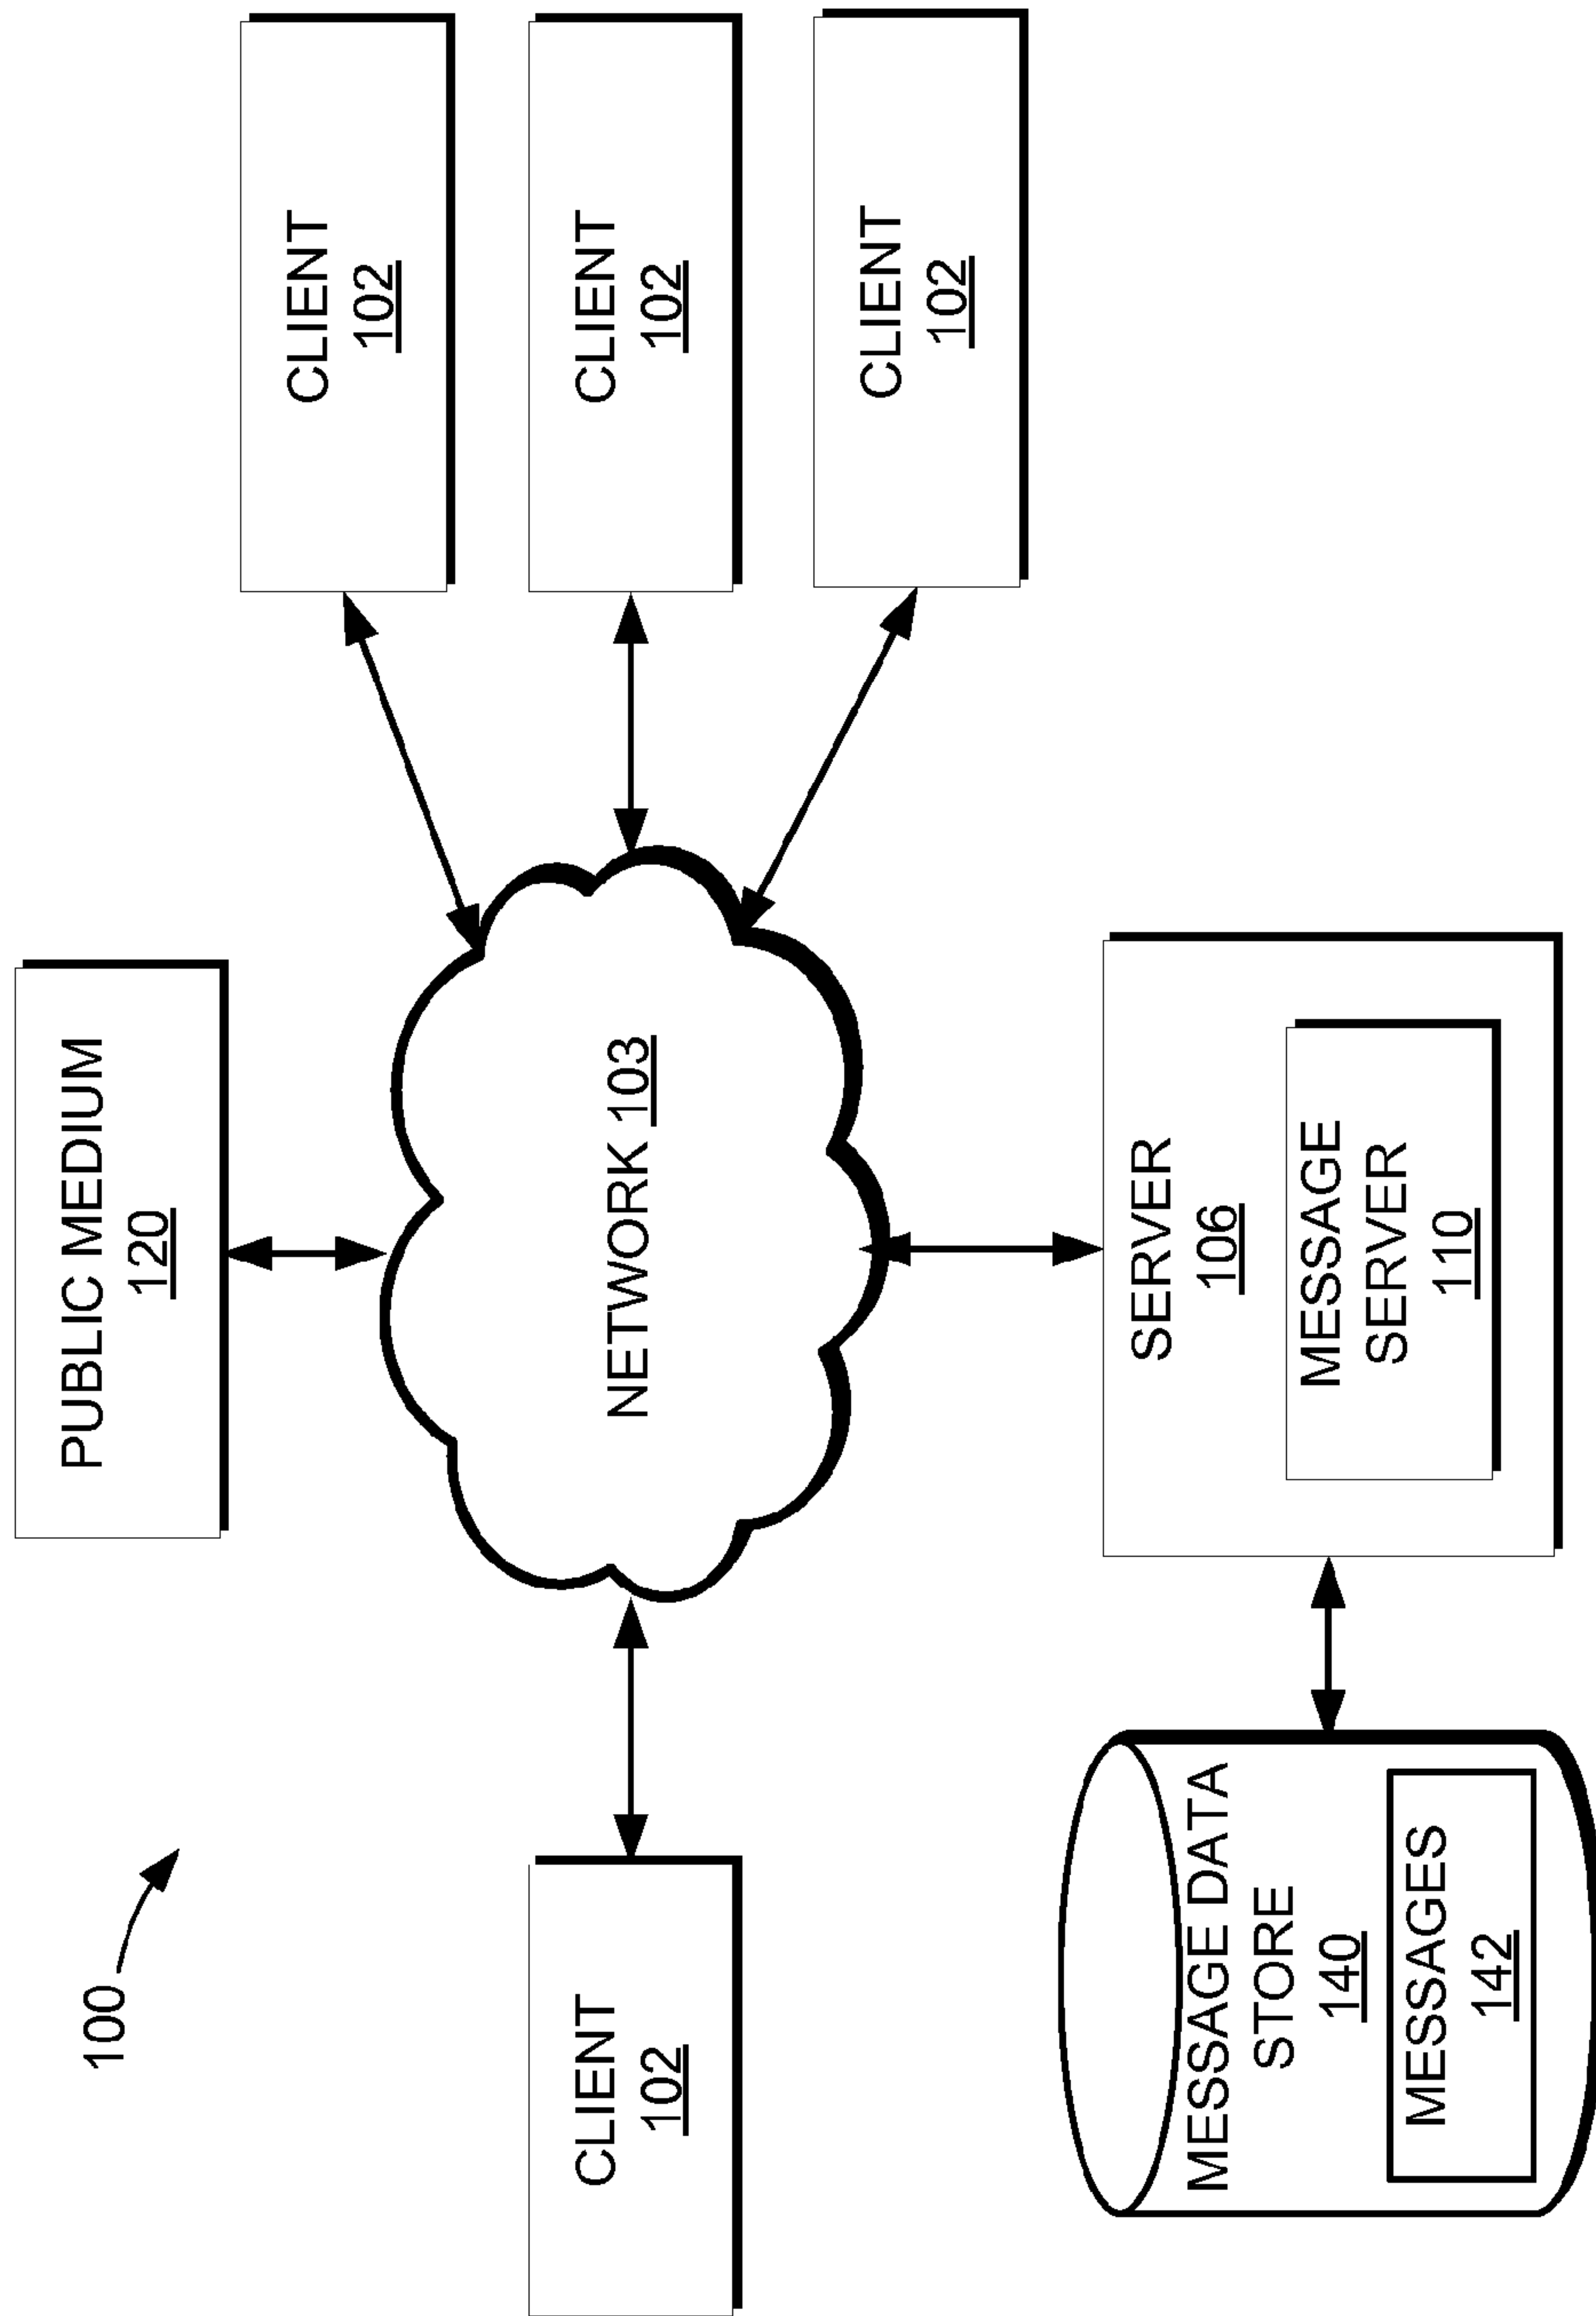 100
PUBLIC MEDIUM
120
CLIENT
102
CLIENT
102
NETWORK 103
CLIENT
102
CLIENT
102
MESSAGE DATA
STORE
140
MESSAGES
142
SERVER
106
MESSAGE
SERVER
110